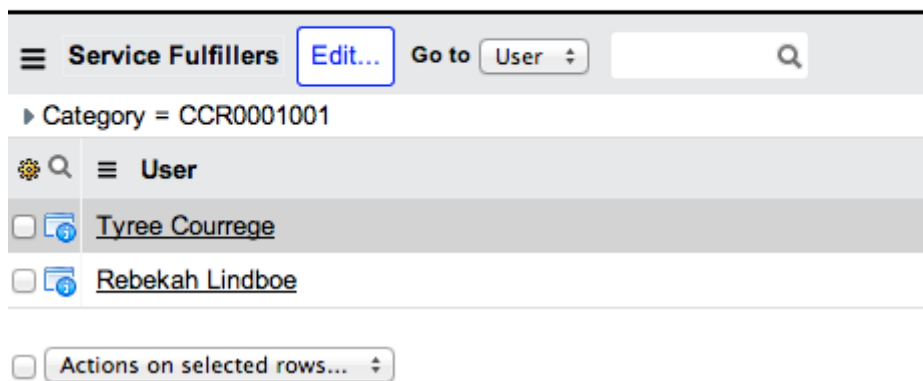 Service Fulfillers Edit... Go to User
Category = CCR0001001
User
Tyree Courrege
Rebekah Lindboe
Actions on selected rows...